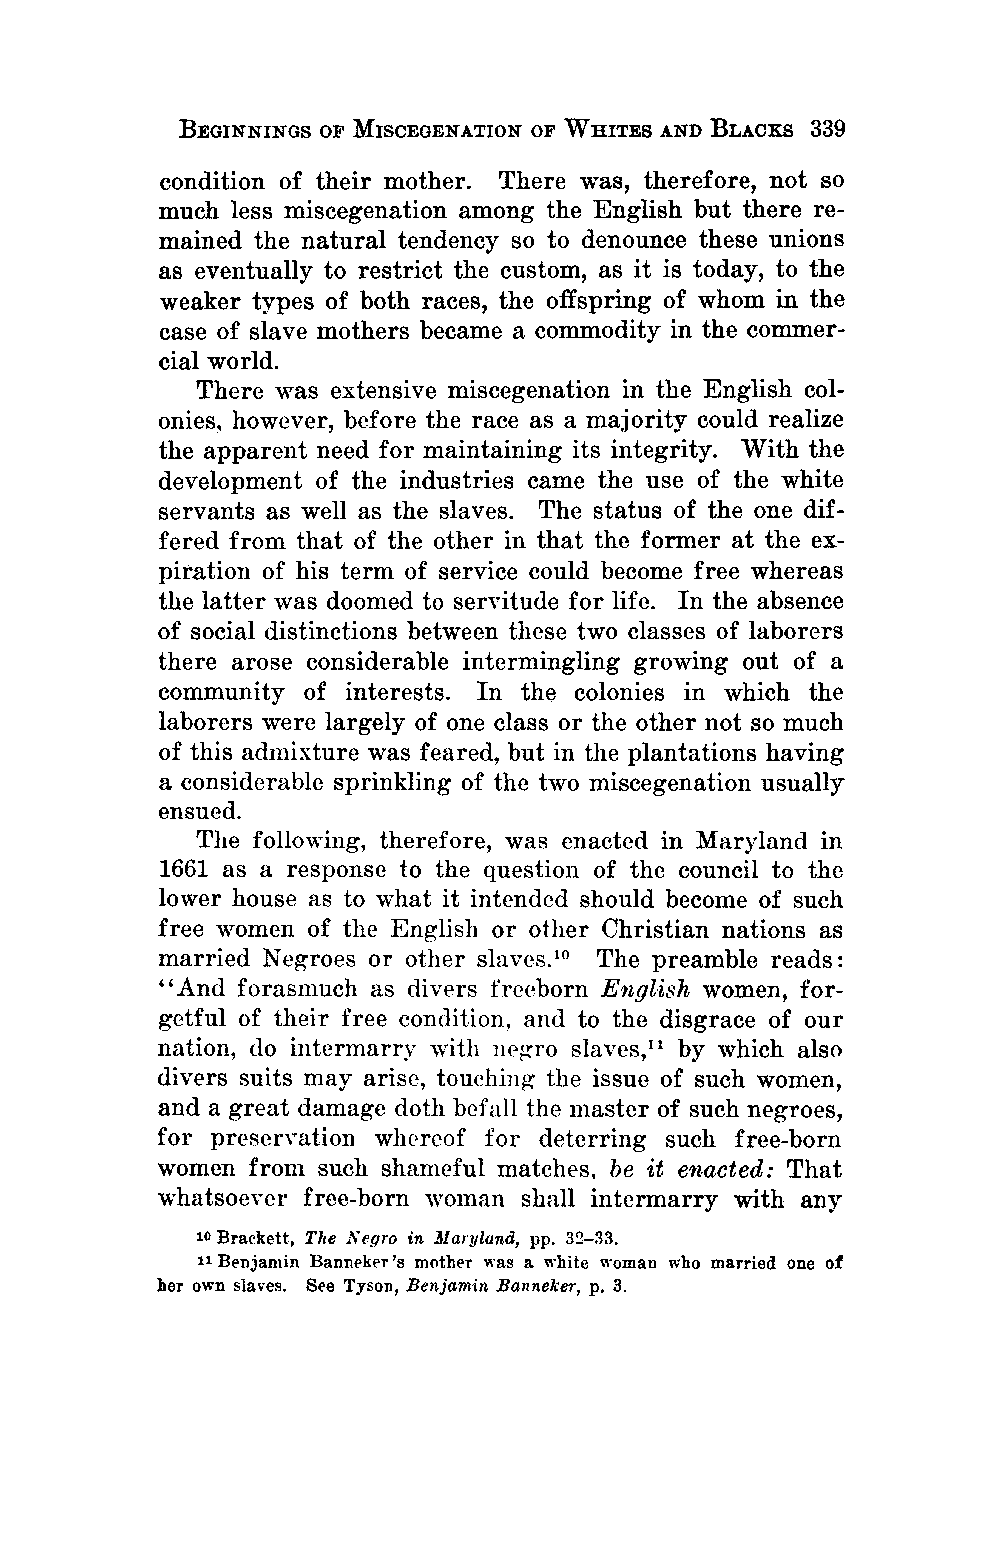 BEGINNINGS OF MISCEGENATION OF WHITES AND BLACKS 339
condition of their mother. There was, therefore, not so
much less miscegenation among the English but there re-
mained the natural tendency so to denounce these unions
as eventually to restrict the custom, as it is today, to the
weaker types of both races, the offspring of whom in the
case of slave mothers became a commodity in the commer-
cial world.
There was extensive miscegenation in the English col-
onies, however, before the race as a majority could realize
the apparent need for maintaining its integrity. With the
development of the industries came the use of the white
servants as well as the slaves. The status of the one dif-
fered from that of the other in that the former at the ex-
piration of his term of service could become free whereas
the latter was doomed to servitude for life. In the absence
of social distinctions between these two classes of laborers
there arose considerable intermingling growing out of a
community of interests. In the colonies in which the
laborers were largely of one class or the other not so much
of this admixture was feared, but in the plantations having
a considerable sprinkling of the two miscegenation usually
ensued.
The following, therefore, was enacted in Maryland in
1661 as a response to the question of the council to the
lower house as to what it intended should become of such
free women of the English or other Christian nations as
married Negroes or other slaves.¹⁰ The preamble reads:
“And forasmuch as divers freeborn English women, for-
getful of their free condition, and to the disgrace of our
nation, do intermarry with negro slaves,¹¹ by which also
divers suits may arise, touching the issue of such women,
and a great damage doth befall the master of such negroes,
for preservation whereof for deterring such free-born
women from such shameful matches, be it enacted: That
whatsoever free-born woman shall intermarry with any
¹⁰ Brackett, The Negro in Maryland, pp. 32–33.
¹¹ Benjamin Banneker's mother was a white woman who married one of
her own slaves. See Tyson, Benjamin Banneker, p. 3.